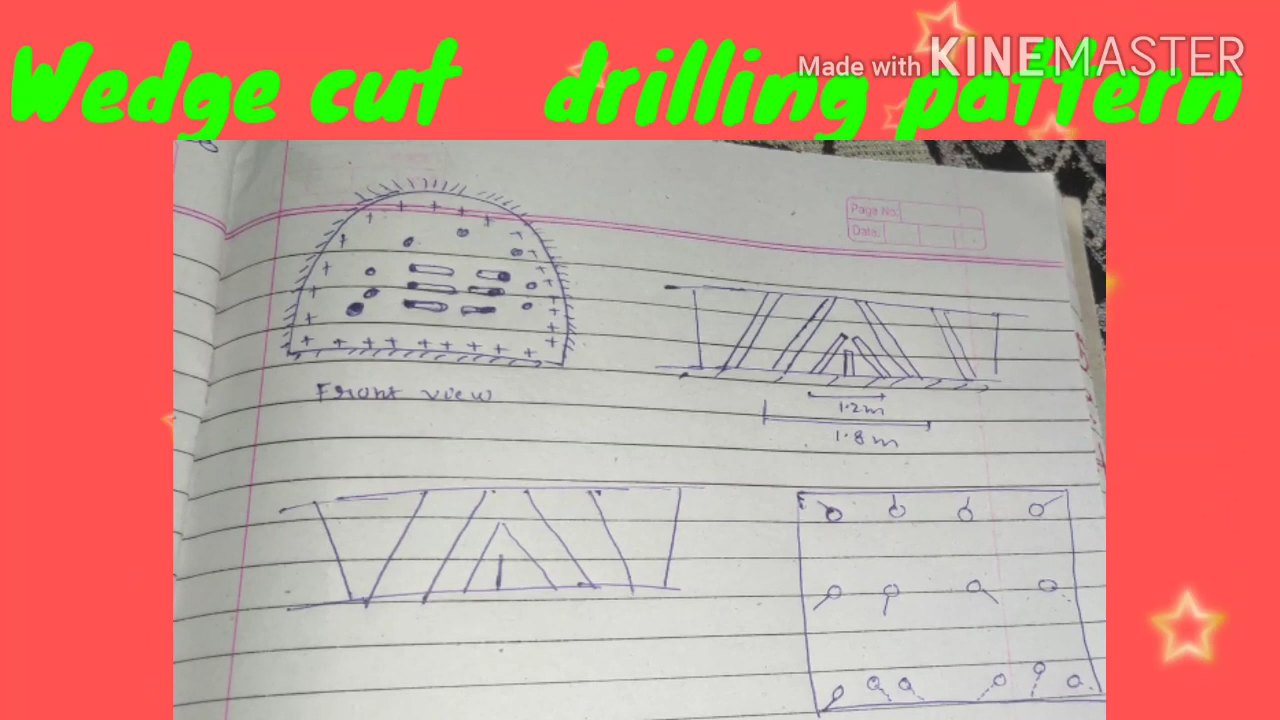 Wedge cut drilling pattern
Made with KINEMASTER
Page No.
Date.
Front view
1.2m
1.8m